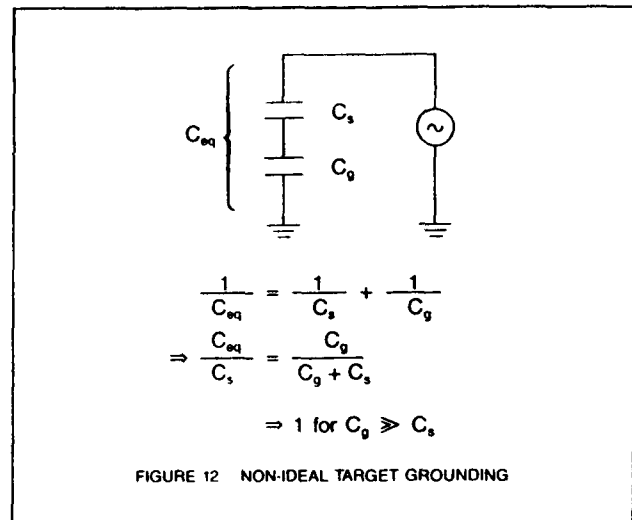 C_s
C_eq
C_g
1/C_eq = 1/C_s + 1/C_g
⇒ C_eq/C_s = C_g/(C_g + C_s)
⇒ 1 for C_g ≫ C_s
FIGURE 12 NON-IDEAL TARGET GROUNDING